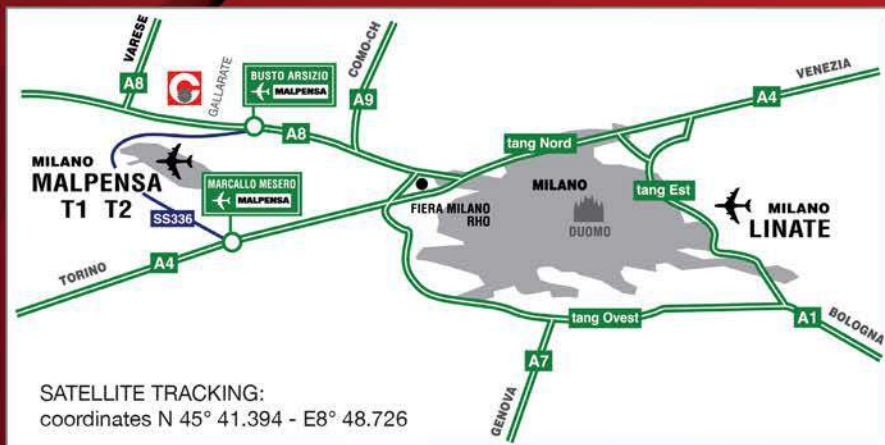 VARESE
A8
GALLARATE
BUSTO ARSIZIO
MALPENSA
COMO-CH
A9
VENEZIA
A4
A8
tang Nord
MILANO
MALPENSA
T1 T2
MARCALLO MESERO
MALPENSA
SS336
FIERA MILANO
RHO
MILANO
DUOMO
tang Est
MILANO
LINATE
TORINO
A4
tang Ovest
A1
BOLOGNA
A7
GENOVA
SATELLITE TRACKING:
coordinates N 45° 41.394 - E8° 48.726